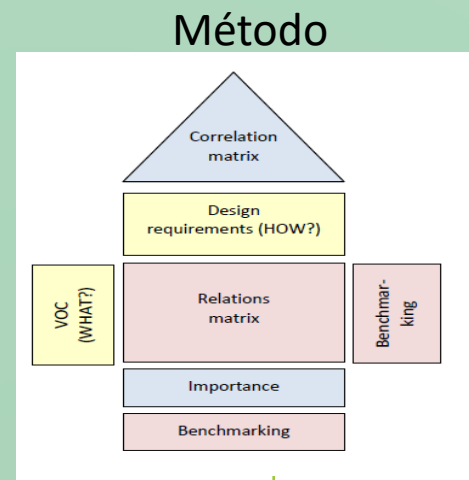 Método
Correlation
matrix
Design
requirements (HOW?)
VOC
(WHAT?)
Relations
matrix
Benchmar-
king
Importance
Benchmarking